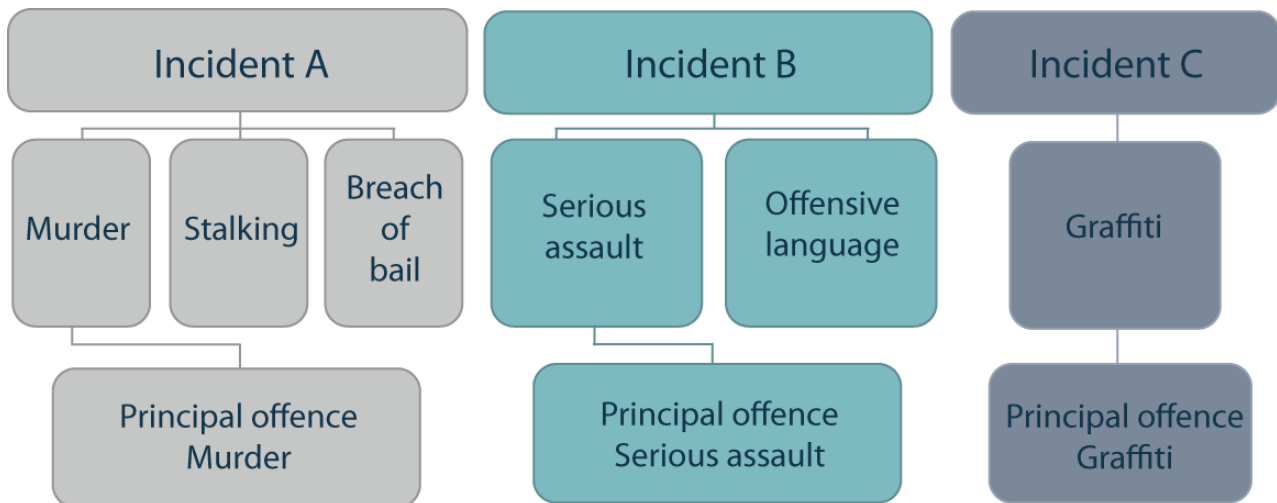 Incident A
Incident B
Incident C
Murder
Stalking
Breach
of
bail
Serious
assault
Offensive
language
Graffiti
Principal offence
Murder
Principal offence
Serious assault
Principal offence
Graffiti